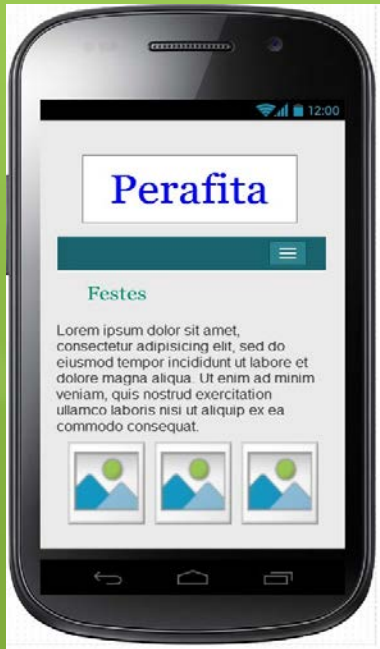 12:00
Perafita
Festes
Lorem ipsum dolor sit amet,
consectetur adipisicing elit, sed do
eiusmod tempor incididunt ut labore et
dolore magna aliqua. Ut enim ad minim
veniam, quis nostrud exercitation
ullamco laboris nisi ut aliquip ex ea
commodo consequat.